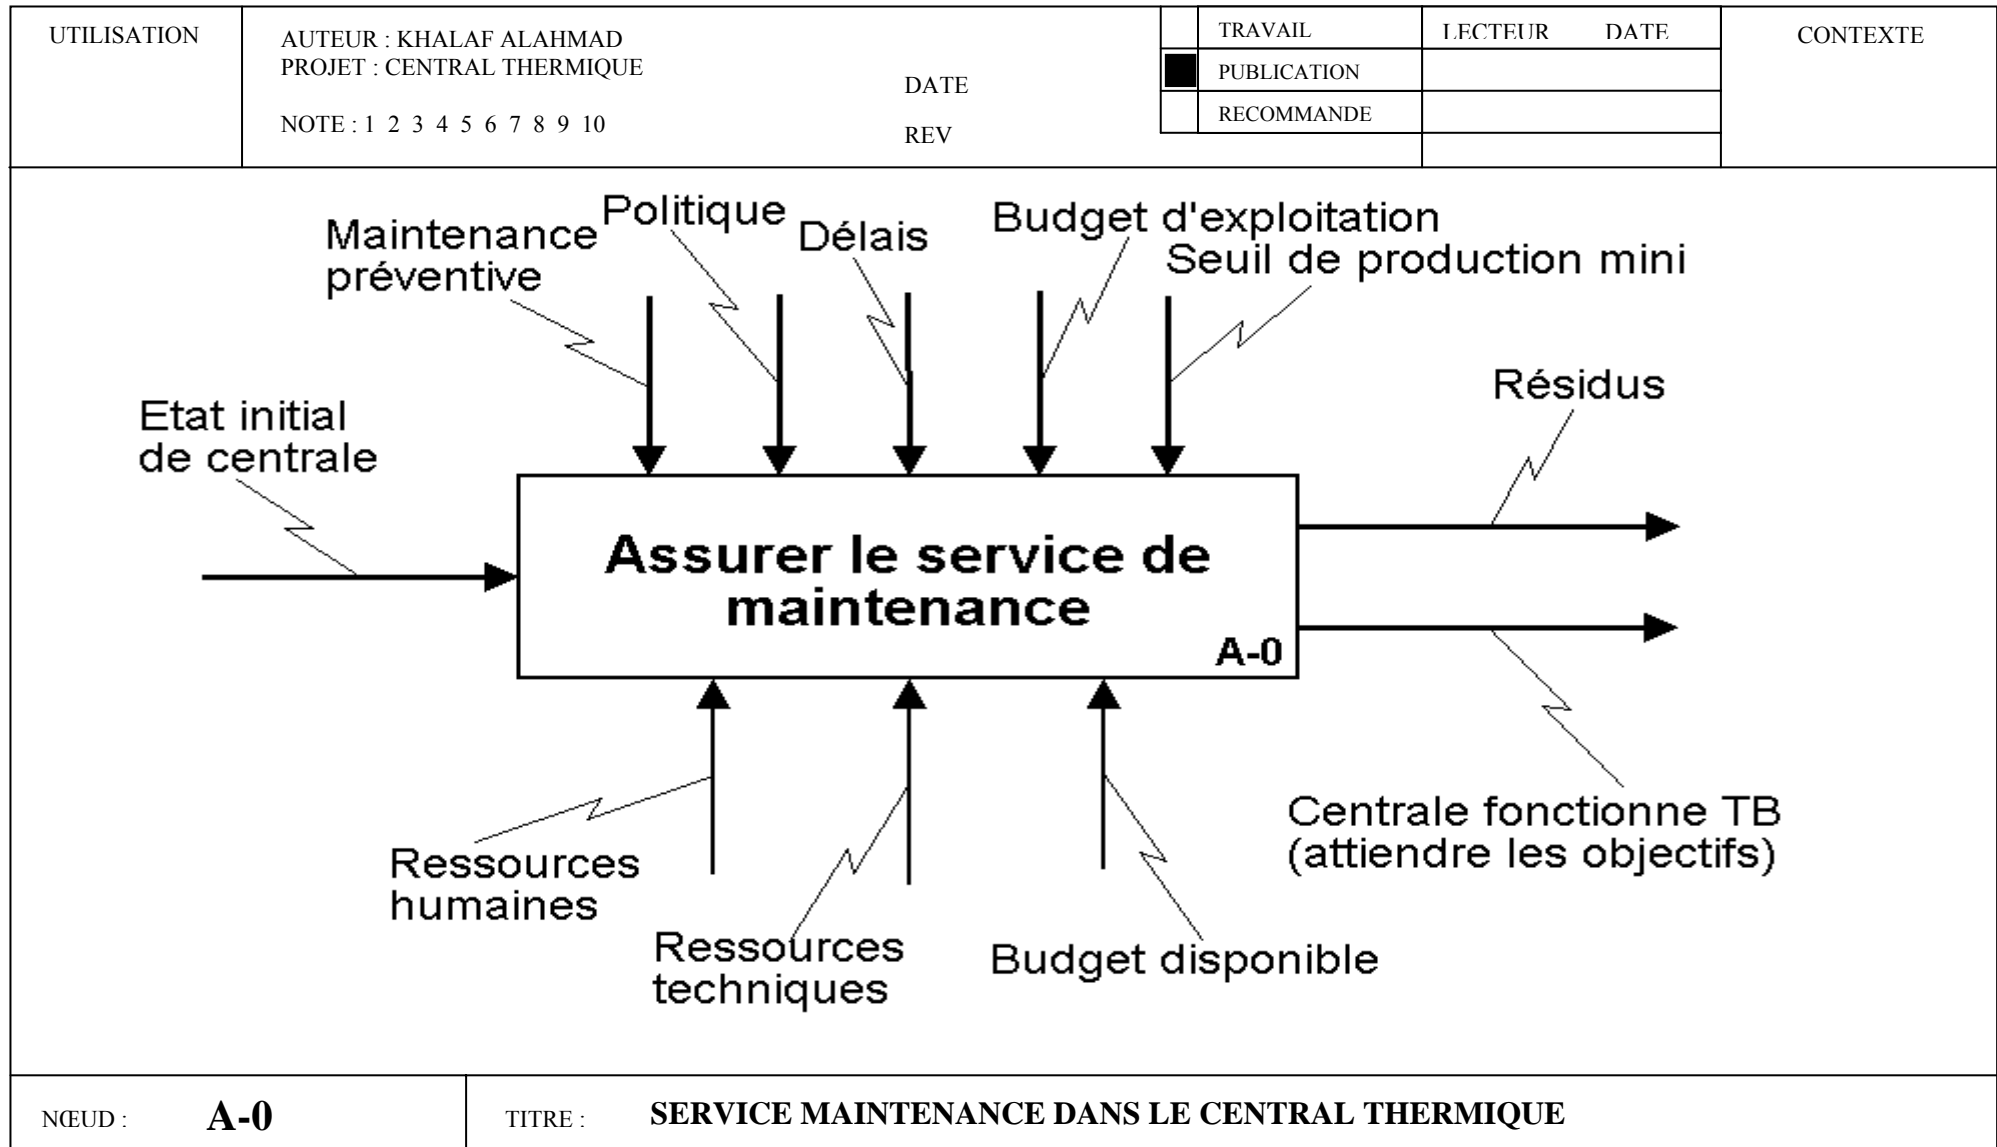 UTILISATION
AUTEUR : KHALAF ALAHMAD
PROJET : CENTRAL THERMIQUE
NOTE : 1 2 3 4 5 6 7 8 9 10
DATE
REV
TRAVAIL
PUBLICATION
RECOMMANDE
LECTEUR DATE
CONTEXTE
Maintenance
préventive
Politique
Délais
Budget d'exploitation
Seuil de production mini
Etat initial
de centrale
Résidus
Assurer le service de
maintenance
A-0
Centrale fonctionne TB
(attiendre les objectifs)
Ressources
humaines
Ressources
techniques
Budget disponible
NŒUD : A-0
TITRE : SERVICE MAINTENANCE DANS LE CENTRAL THERMIQUE